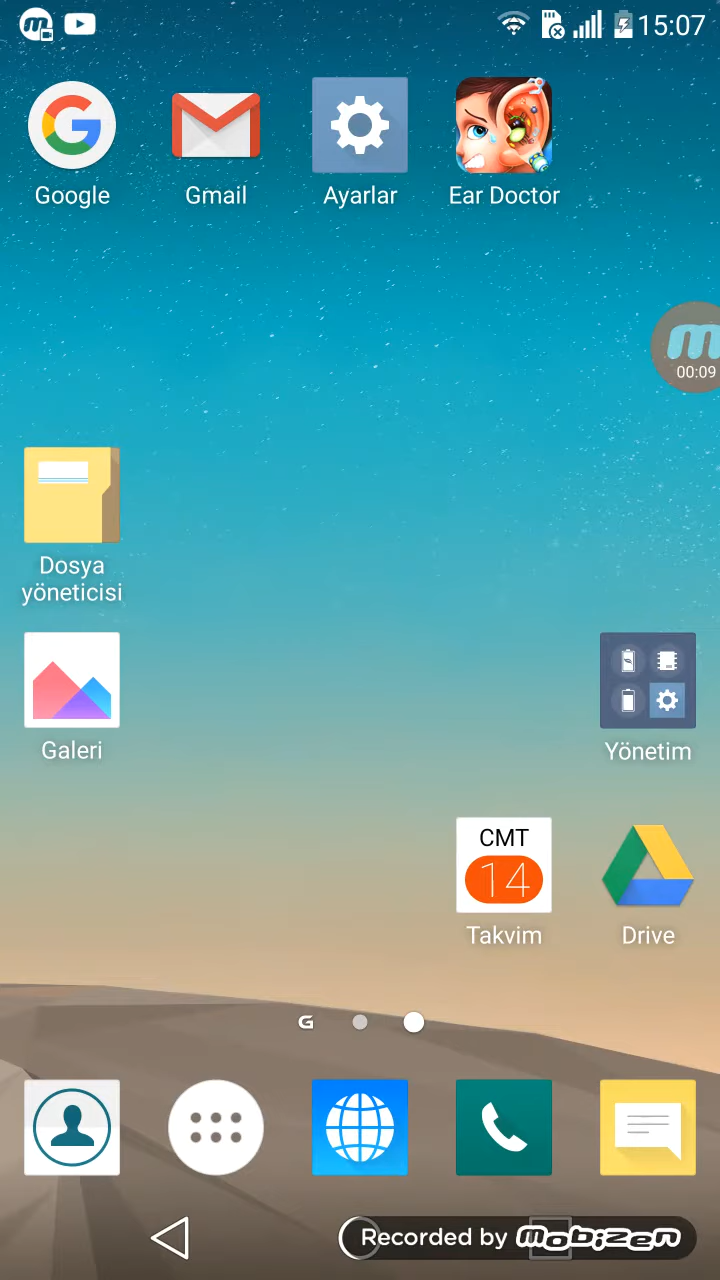 15:07
Google
Gmail
Ayarlar
Ear Doctor
m
00:09
Dosya
yöneticisi
Galeri
Yönetim
CMT
14
Takvim
Drive
G
Recorded by mobizen